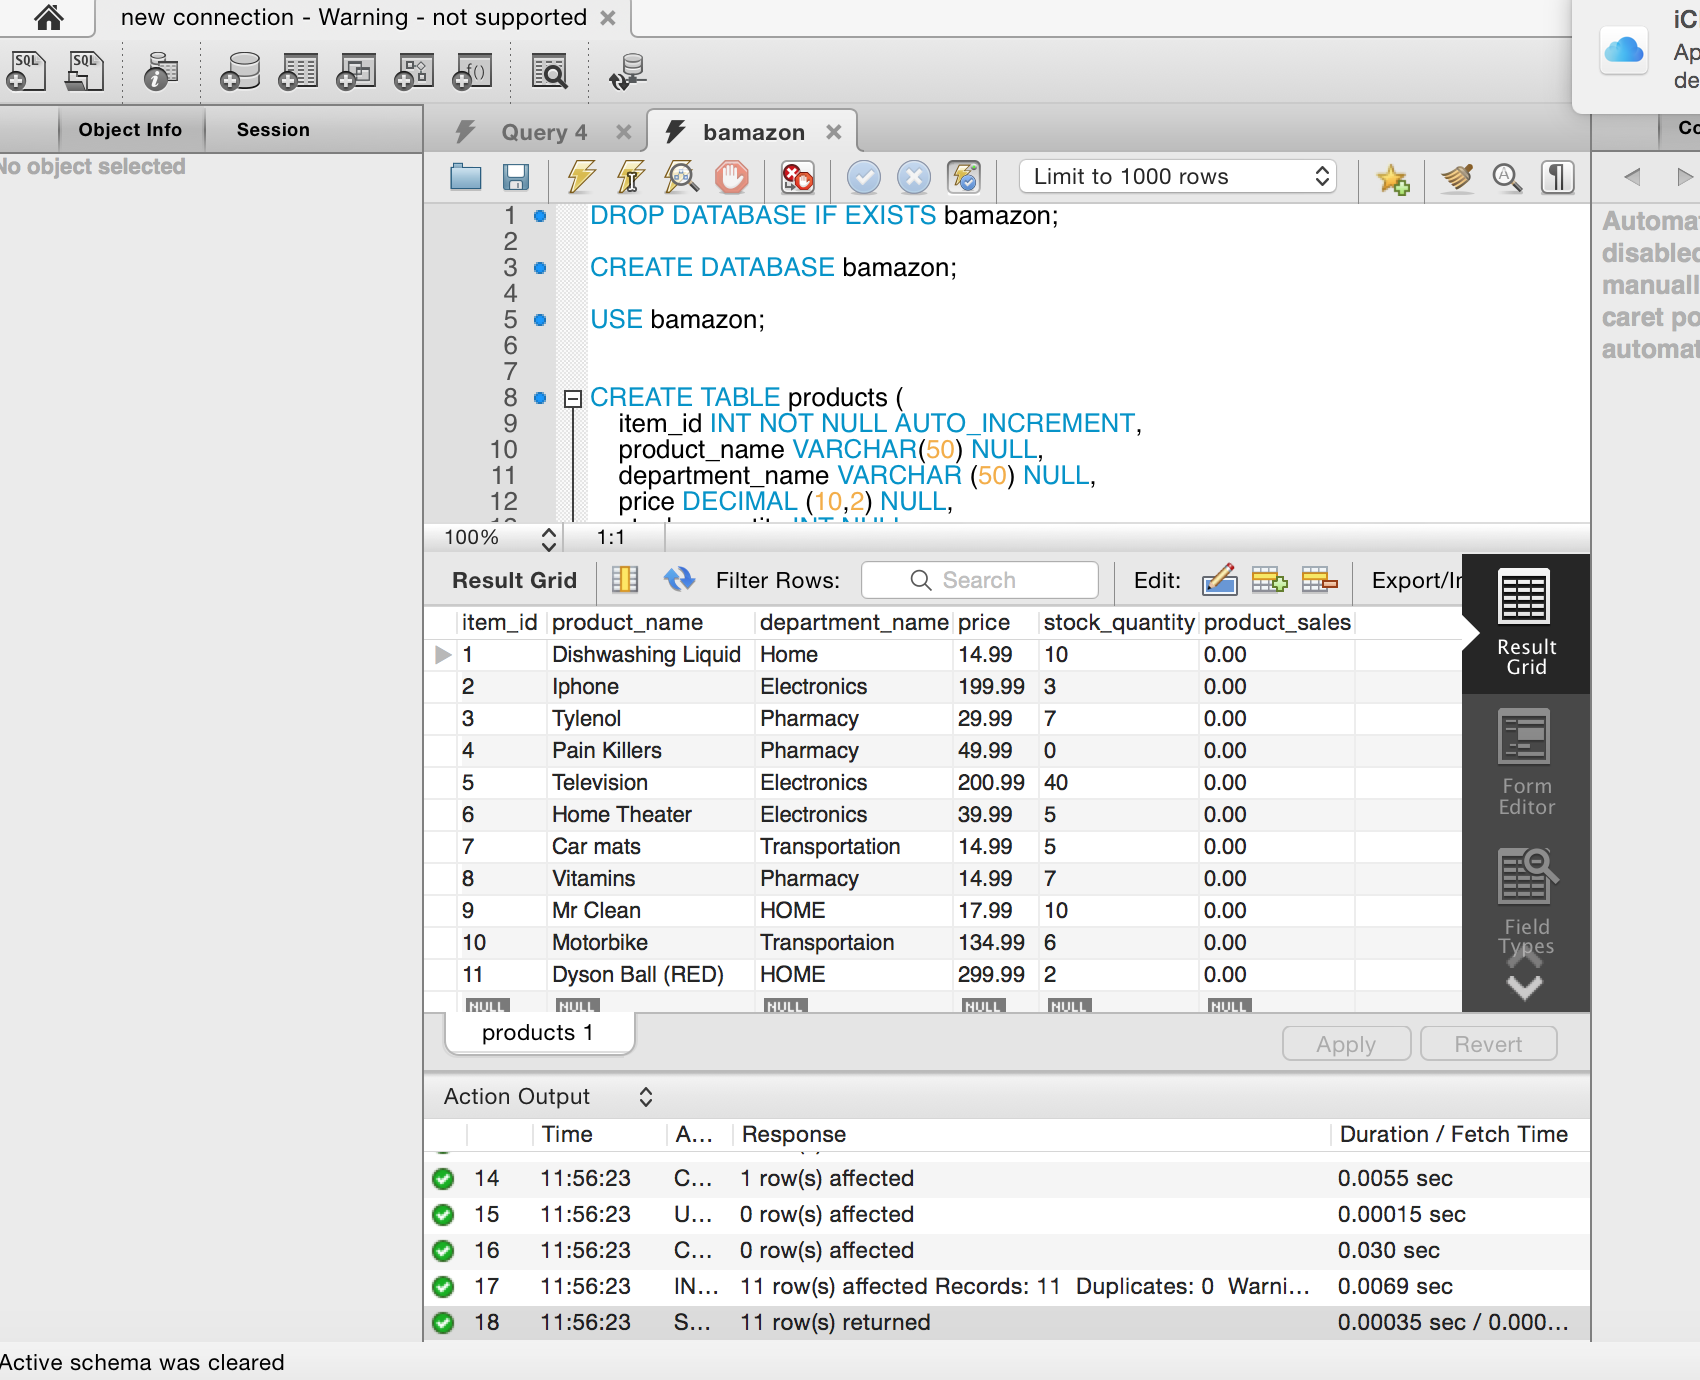 new connection - Warning - not supported
iC
Ap
de
SQL SQL
Object Info Session
No object selected
Query 4 bamazon
Co
Limit to 1000 rows
1 DROP DATABASE IF EXISTS bamazon;
2
3 CREATE DATABASE bamazon;
4
5 USE bamazon;
6
7
8 CREATE TABLE products (
9 item_id INT NOT NULL AUTO_INCREMENT,
10 product_name VARCHAR(50) NULL,
11 department_name VARCHAR (50) NULL,
12 price DECIMAL (10,2) NULL,
Automa
disabled
manuall
caret po
automat
100% 1:1
Result Grid Filter Rows: Search Edit: Export/Ir
item_id product_name department_name price stock_quantity product_sales
1 Dishwashing Liquid Home 14.99 10 0.00
2 Iphone Electronics 199.99 3 0.00
3 Tylenol Pharmacy 29.99 7 0.00
4 Pain Killers Pharmacy 49.99 0 0.00
5 Television Electronics 200.99 40 0.00
6 Home Theater Electronics 39.99 5 0.00
7 Car mats Transportation 14.99 5 0.00
8 Vitamins Pharmacy 14.99 7 0.00
9 Mr Clean HOME 17.99 10 0.00
10 Motorbike Transportaion 134.99 6 0.00
11 Dyson Ball (RED) HOME 299.99 2 0.00
NULL NULL NULL NULL NULL NULL
Result
Grid
Form
Editor
Field
Types
products 1
Apply Revert
Action Output
Time A... Response Duration / Fetch Time
14 11:56:23 C... 1 row(s) affected 0.0055 sec
15 11:56:23 U... 0 row(s) affected 0.00015 sec
16 11:56:23 C... 0 row(s) affected 0.030 sec
17 11:56:23 IN... 11 row(s) affected Records: 11 Duplicates: 0 Warni... 0.0069 sec
18 11:56:23 S... 11 row(s) returned 0.00035 sec / 0.000...
Active schema was cleared